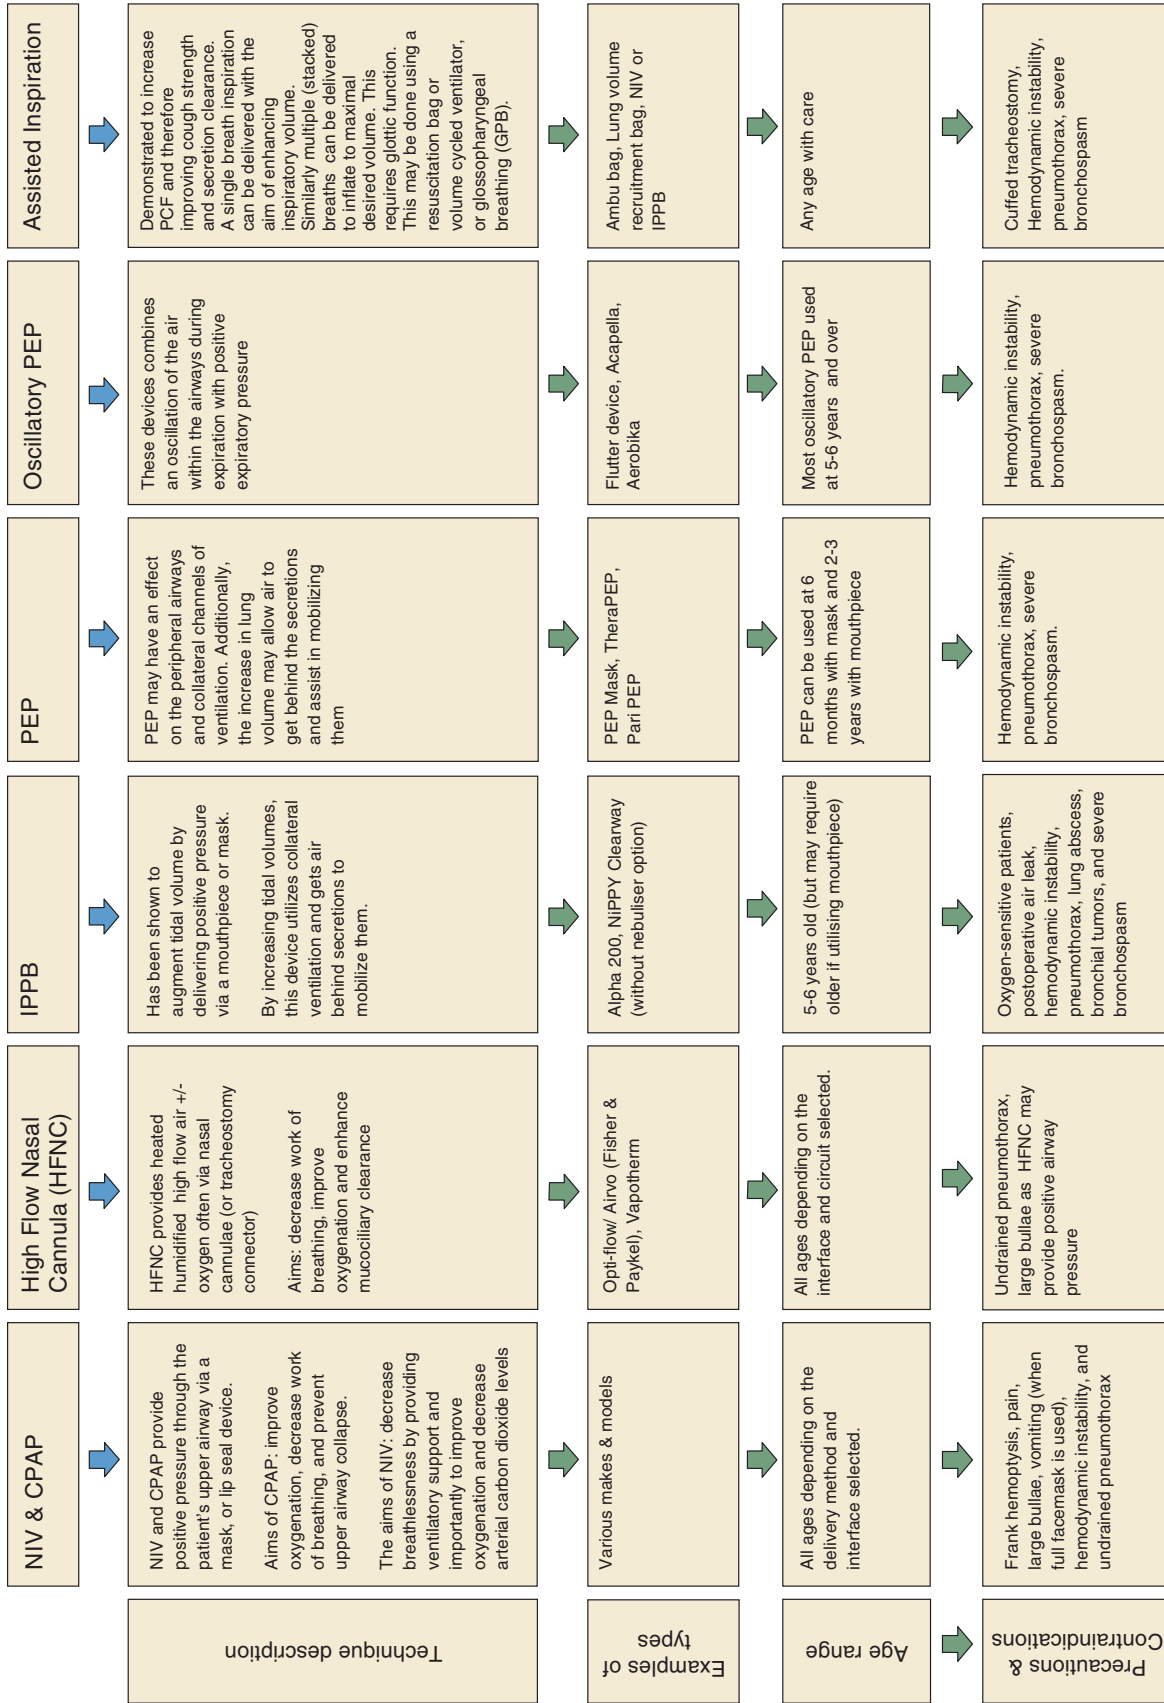 NIV & CPAP
High Flow Nasal
Cannula (HFNC)
IPPB
PEP
Oscillatory PEP
Assisted Inspiration
Technique description
NIV and CPAP provide
positive pressure through the
patient's upper airway via a
mask, or lip seal device.
Aims of CPAP: improve
oxygenation, decrease work
of breathing, and prevent
upper airway collapse.
The aims of NIV: decrease
breathlessness by providing
ventilatory support and
importantly to improve
oxygenation and decrease
arterial carbon dioxide levels
HFNC provides heated
humidified high flow air +/-
oxygen often via nasal
cannulae (or tracheostomy
connector)
Aims: decrease work of
breathing, improve
oxygenation and enhance
mucociliary clearance
Has been shown to
augment tidal volume by
delivering positive pressure
via a mouthpiece or mask.
By increasing tidal volumes,
this device utilizes collateral
ventilation and gets air
behind secretions to
mobilize them.
PEP may have an effect
on the peripheral airways
and collateral channels of
ventilation. Additionally,
the increase in lung
volume may allow air to
get behind the secretions
and assist in mobilizing
them
These devices combines
an oscillation of the air
within the airways during
expiration with positive
expiratory pressure
Demonstrated to increase
PCF and therefore
improving cough strength
and secretion clearance.
A single breath inspiration
can be delivered with the
aim of enhancing
inspiratory volume.
Similarly multiple (stacked)
breaths can be delivered
to inflate to maximal
desired volume. This
requires glottic function.
This may be done using a
resuscitation bag or
volume cycled ventilator,
or glossopharyngeal
breathing (GPB).
Examples of
types
Various makes & models
Opti-flow/ Airvo (Fisher &
Paykel), Vapotherm
Alpha 200, NiPPY Clearway
(without nebuliser option)
PEP Mask, TheraPEP,
Pari PEP
Flutter device, Acapella,
Aerobika
Ambu bag, Lung volume
recruitment bag, NIV or
IPPB
Age range
All ages depending on the
delivery method and
interface selected.
All ages depending on the
interface and circuit selected.
5-6 years old (but may require
older if utilising mouthpiece)
PEP can be used at 6
months with mask and 2-3
years with mouthpiece
Most oscillatory PEP used
at 5-6 years and over
Any age with care
Precautions &
Contraindications
Frank hemoptysis, pain,
large bullae, vomiting (when
full facemask is used),
hemodynamic instability, and
undrained pneumothorax
Undrained pneumothorax,
large bullae as HFNC may
provide positive airway
pressure
Oxygen-sensitive patients,
postoperative air leak,
hemodynamic instability,
pneumothorax, lung abscess,
bronchial tumors, and severe
bronchospasm
Hemodynamic instability,
pneumothorax, severe
bronchospasm.
Hemodynamic instability,
pneumothorax, severe
bronchospasm.
Cuffed tracheostomy,
Hemodynamic instability,
pneumothorax, severe
bronchospasm